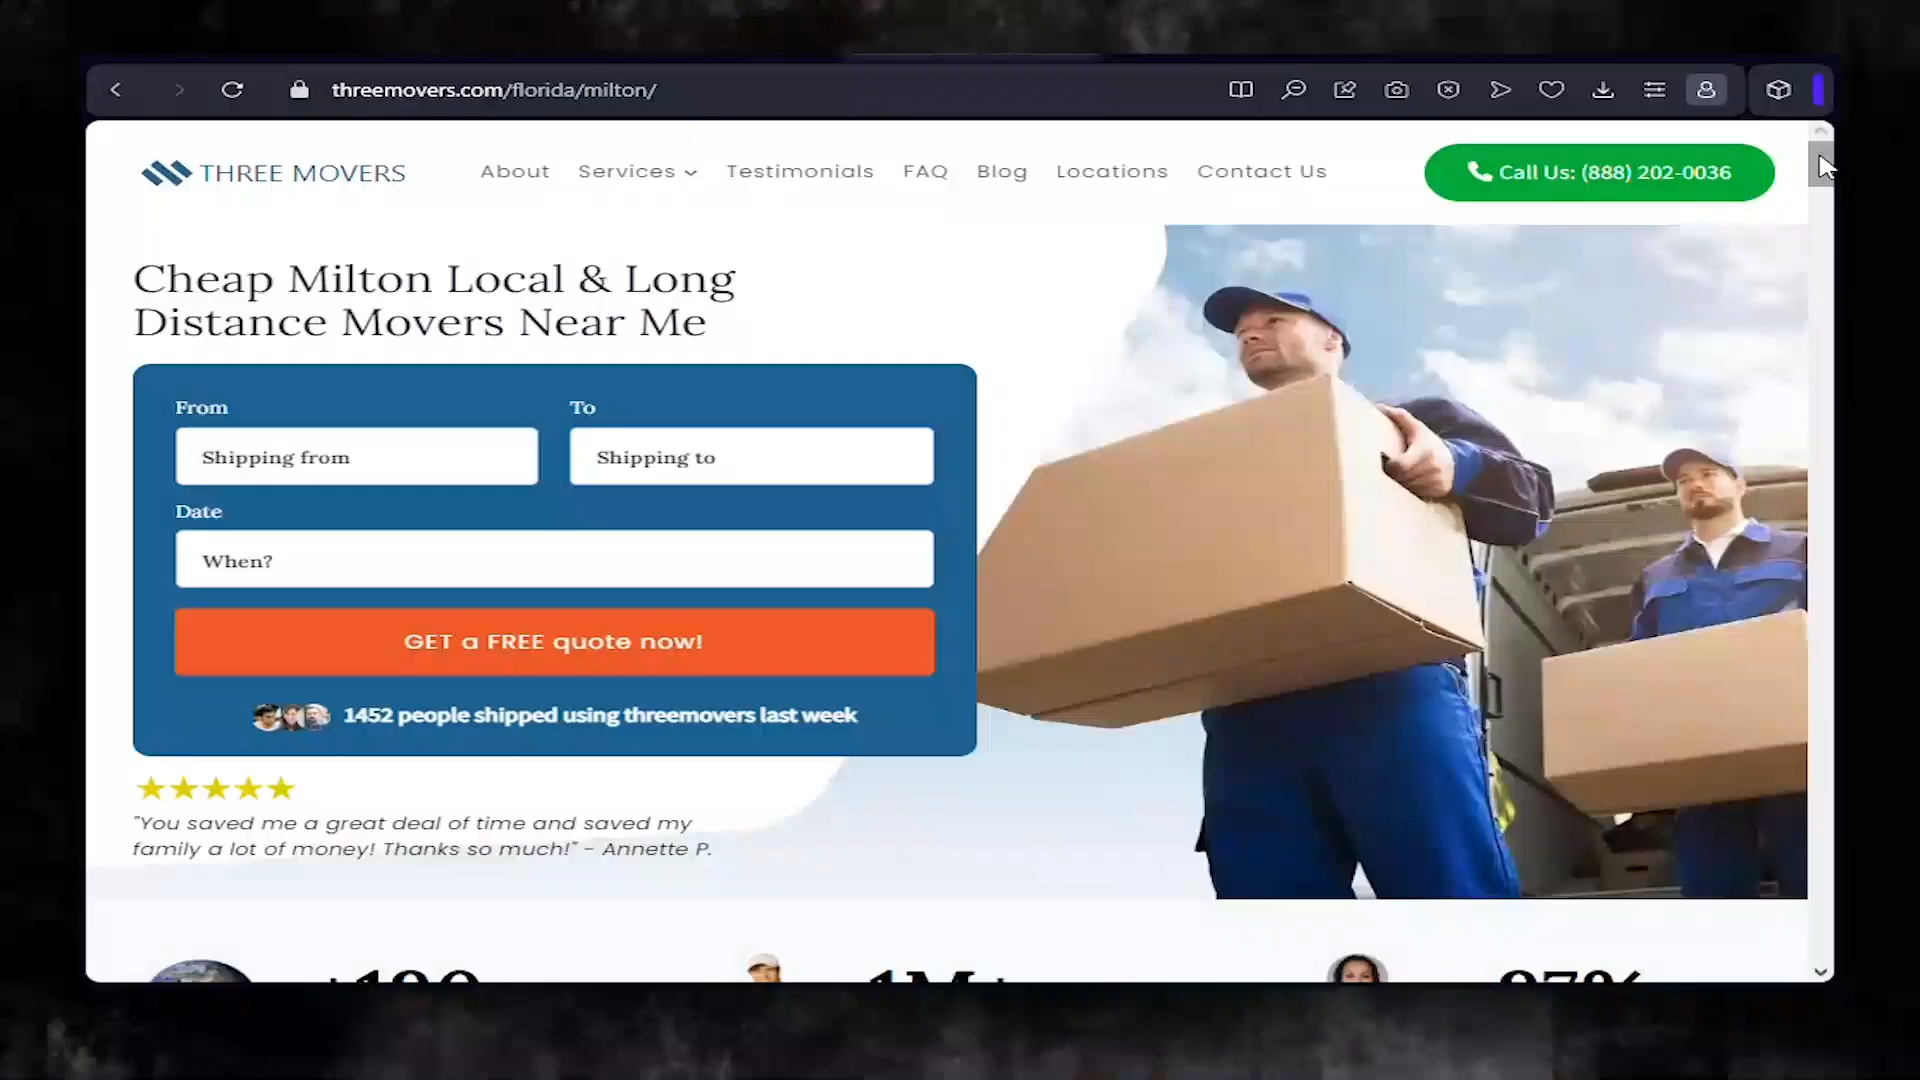 threemovers.com/florida/milton/
THREE MOVERS
About
Services
Testimonials
FAQ
Blog
Locations
Contact Us
Call Us: (888) 202-0036
Cheap Milton Local & Long
Distance Movers Near Me
From
To
Shipping from
Shipping to
Date
When?
GET a FREE quote now!
1452 people shipped using threemovers last week
"You saved me a great deal of time and saved my
family a lot of money! Thanks so much!" - Annette P.